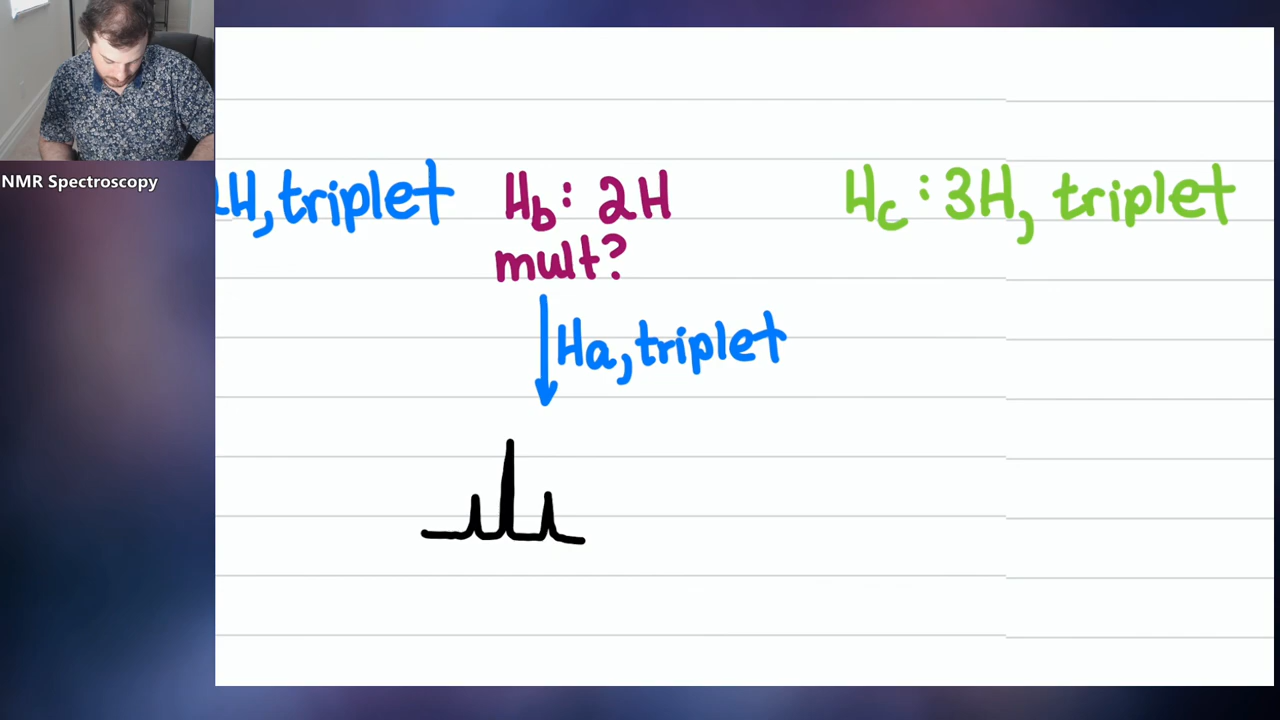 NMR Spectroscopy
H, triplet
Hb: 2H
mult?
Ha, triplet
Hc: 3H, triplet